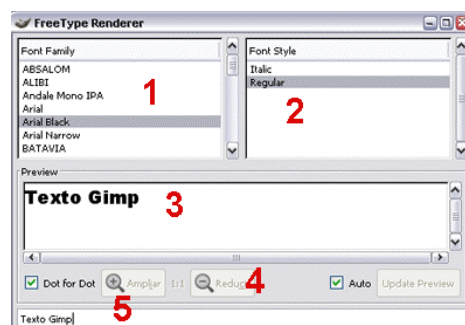 FreeType Renderer
Font Family
ABSALOM
ALIBI
Andale Mono IPA
Arial
Arial Black
Arial Narrow
BATAVIA
1
Font Style
Italic
Regular
2
Preview
Texto Gimp
3
Dot for Dot
Ampliar
1:1
4
Auto
Update Preview
5
Texto Gimp